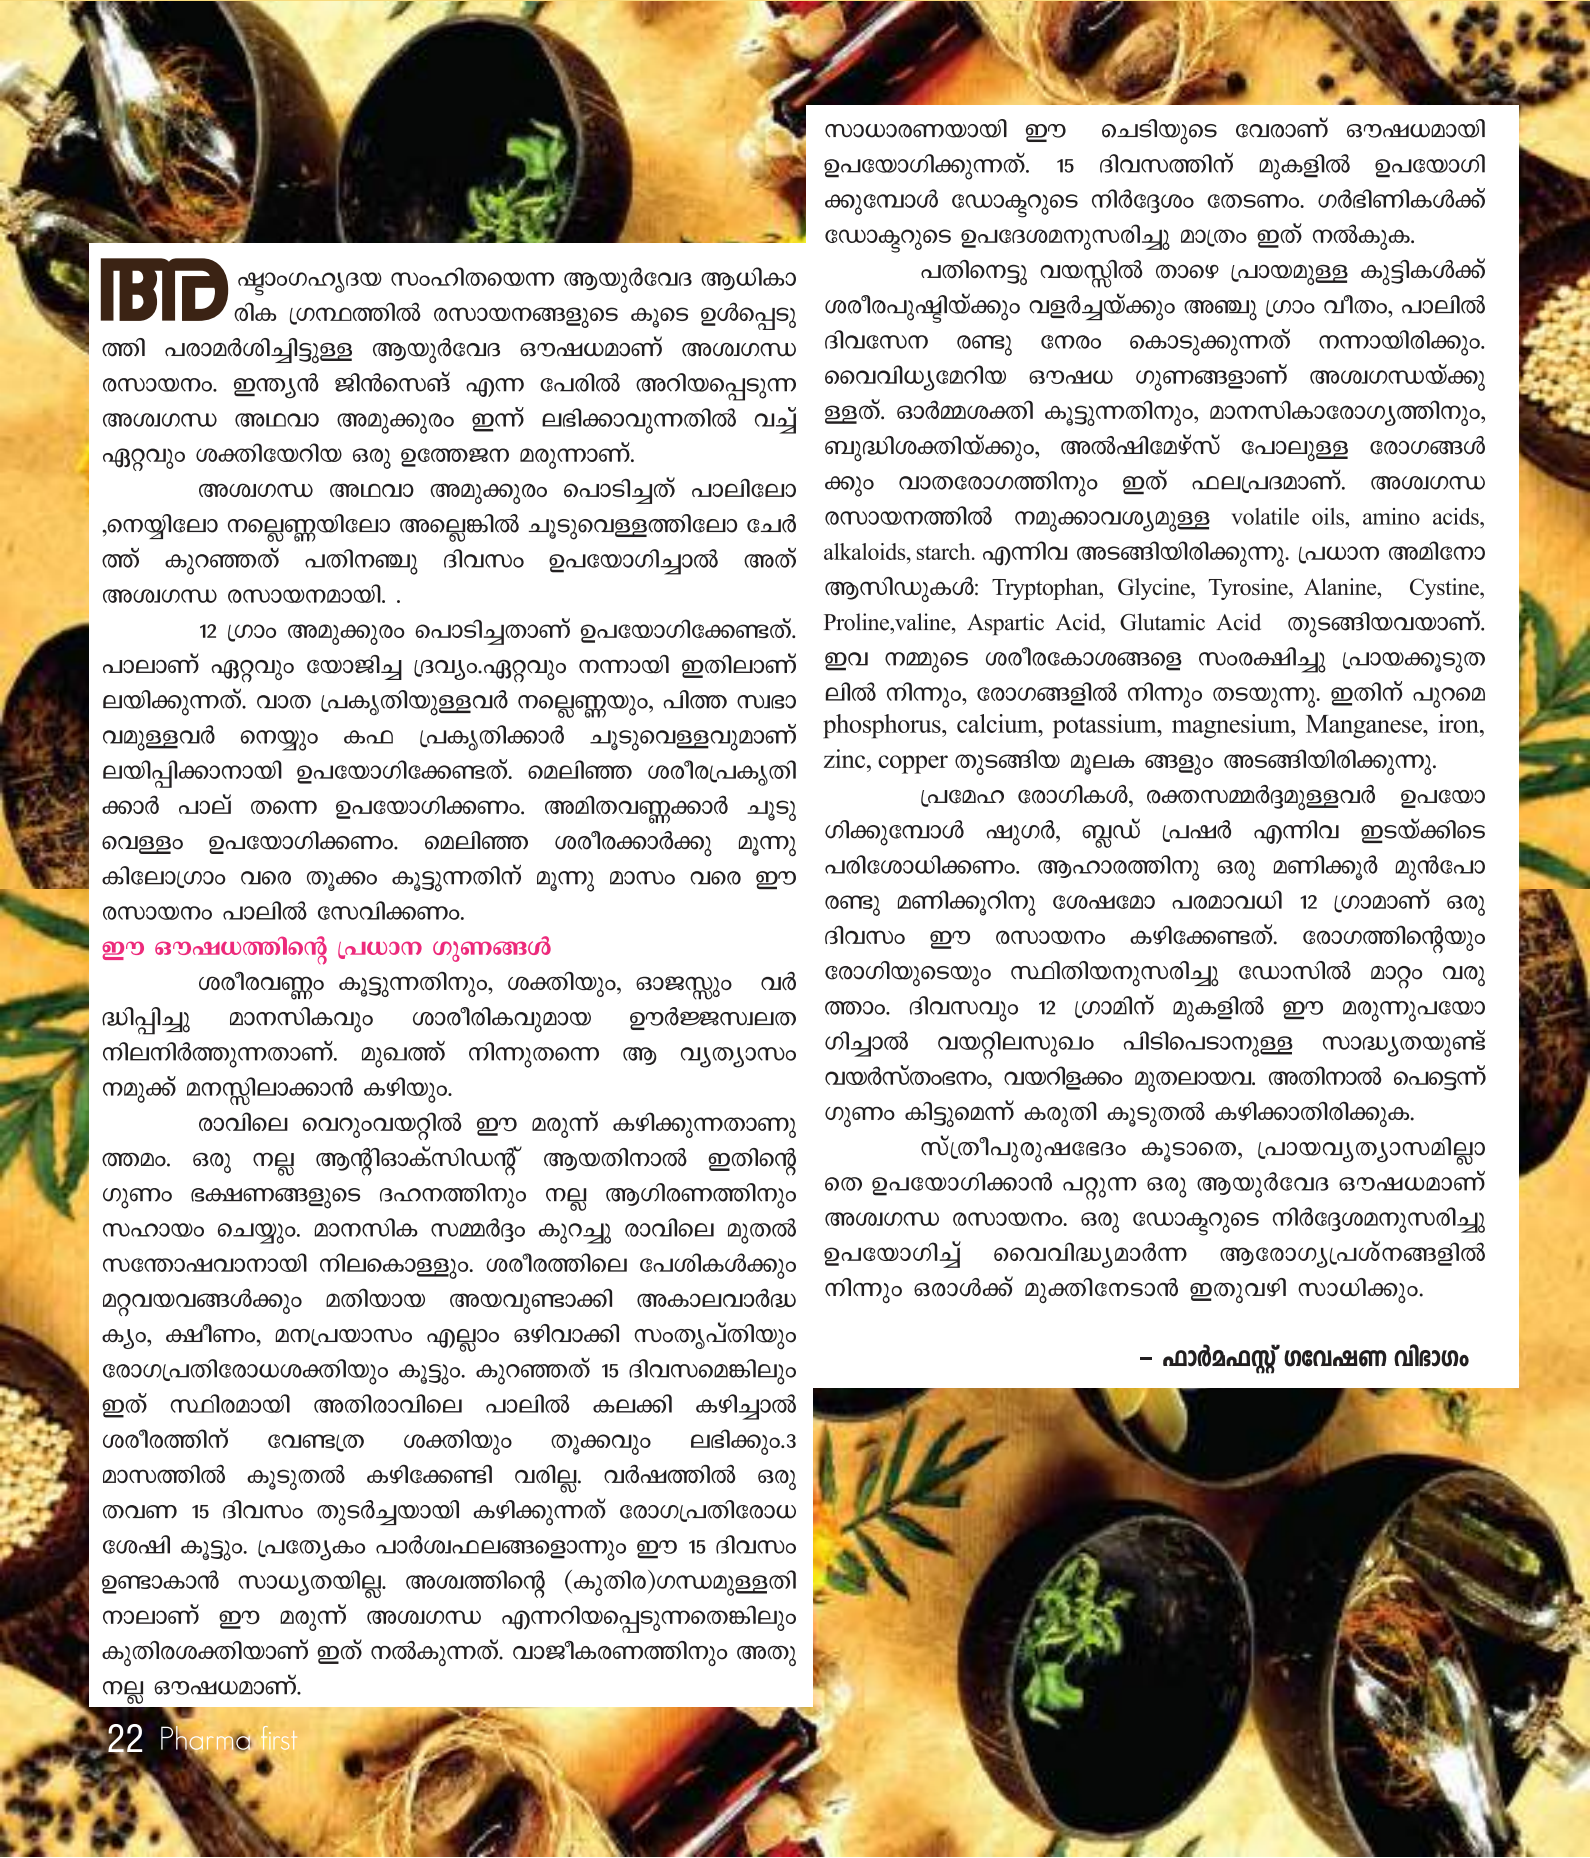 അഷ്ടാംഗഹൃദയ സംഹിതയെന്ന ആയുർവേദ ആധികാ
രിക ഗ്രന്ഥത്തിൽ രസായനങ്ങളുടെ കൂടെ ഉൾപ്പെടു
ത്തി പരാമർശിച്ചിട്ടുള്ള ആയുർവേദ ഔഷധമാണ് അശ്വഗന്ധ
രസായനം. ഇന്ത്യൻ ജിൻസെങ് എന്ന പേരിൽ അറിയപ്പെടുന്ന
അശ്വഗന്ധ അഥവാ അമുക്കുരം ഇന്ന് ലഭിക്കാവുന്നതിൽ വച്ച്
ഏറ്റവും ശക്തിയേറിയ ഒരു ഉത്തേജന മരുന്നാണ്.
അശ്വഗന്ധ അഥവാ അമുക്കുരം പൊടിച്ചത് പാലിലോ
,നെയ്യിലോ നല്ലെണ്ണയിലോ അല്ലെങ്കിൽ ചൂടുവെള്ളത്തിലോ ചേർ
ത്ത് കുറഞ്ഞത് പതിനഞ്ചു ദിവസം ഉപയോഗിച്ചാൽ അത്
അശ്വഗന്ധ രസായനമായി. .
12 ഗ്രാം അമുക്കുരം പൊടിച്ചതാണ് ഉപയോഗിക്കേണ്ടത്.
പാലാണ് ഏറ്റവും യോജിച്ച ദ്രവ്യം.ഏറ്റവും നന്നായി ഇതിലാണ്
ലയിക്കുന്നത്. വാത പ്രകൃതിയുള്ളവർ നല്ലെണ്ണയും, പിത്ത സ്വഭാ
വമുള്ളവർ നെയ്യും കഫ പ്രകൃതിക്കാർ ചൂടുവെള്ളവുമാണ്
ലയിപ്പിക്കാനായി ഉപയോഗിക്കേണ്ടത്. മെലിഞ്ഞ ശരീരപ്രകൃതി
ക്കാർ പാല് തന്നെ ഉപയോഗിക്കണം. അമിതവണ്ണക്കാർ ചൂടു
വെള്ളം ഉപയോഗിക്കണം. മെലിഞ്ഞ ശരീരക്കാർക്കു മൂന്നു
കിലോഗ്രാം വരെ തൂക്കം കൂട്ടുന്നതിന് മൂന്നു മാസം വരെ ഈ
രസായനം പാലിൽ സേവിക്കണം.
ഈ ഔഷധത്തിന്റെ പ്രധാന ഗുണങ്ങൾ
ശരീരവണ്ണം കൂട്ടുന്നതിനും, ശക്തിയും, ഓജസ്സും വർ
ദ്ധിപ്പിച്ചു മാനസികവും ശാരീരികവുമായ ഊർജ്ജസ്വലത
നിലനിർത്തുന്നതാണ്. മുഖത്ത് നിന്നുതന്നെ ആ വ്യത്യാസം
നമുക്ക് മനസ്സിലാക്കാൻ കഴിയും.
രാവിലെ വെറുംവയറ്റിൽ ഈ മരുന്ന് കഴിക്കുന്നതാണു
ത്തമം. ഒരു നല്ല ആന്റിഓക്സിഡന്റ് ആയതിനാൽ ഇതിന്റെ
ഗുണം ഭക്ഷണങ്ങളുടെ ദഹനത്തിനും നല്ല ആഗിരണത്തിനും
സഹായം ചെയ്യും. മാനസിക സമ്മർദ്ദം കുറച്ചു രാവിലെ മുതൽ
സന്തോഷവാനായി നിലകൊള്ളും. ശരീരത്തിലെ പേശികൾക്കും
മറ്റവയവങ്ങൾക്കും മതിയായ അയവുണ്ടാക്കി അകാലവാർദ്ധ
ക്യം, ക്ഷീണം, മനപ്രയാസം എല്ലാം ഒഴിവാക്കി സംതൃപ്തിയും
രോഗപ്രതിരോധശക്തിയും കൂട്ടും. കുറഞ്ഞത് 15 ദിവസമെങ്കിലും
ഇത് സ്ഥിരമായി അതിരാവിലെ പാലിൽ കലക്കി കഴിച്ചാൽ
ശരീരത്തിന് വേണ്ടത്ര ശക്തിയും തൂക്കവും ലഭിക്കും.3
മാസത്തിൽ കൂടുതൽ കഴിക്കേണ്ടി വരില്ല. വർഷത്തിൽ ഒരു
തവണ 15 ദിവസം തുടർച്ചയായി കഴിക്കുന്നത് രോഗപ്രതിരോധ
ശേഷി കൂട്ടും. പ്രത്യേകം പാർശ്വഫലങ്ങളൊന്നും ഈ 15 ദിവസം
ഉണ്ടാകാൻ സാധ്യതയില്ല. അശ്വത്തിന്റെ (കുതിര)ഗന്ധമുള്ളതി
നാലാണ് ഈ മരുന്ന് അശ്വഗന്ധ എന്നറിയപ്പെടുന്നതെങ്കിലും
കുതിരശക്തിയാണ് ഇത് നൽകുന്നത്. വാജീകരണത്തിനും അതു
നല്ല ഔഷധമാണ്.
സാധാരണയായി ഈ ചെടിയുടെ വേരാണ് ഔഷധമായി
ഉപയോഗിക്കുന്നത്. 15 ദിവസത്തിന് മുകളിൽ ഉപയോഗി
ക്കുമ്പോൾ ഡോക്ടറുടെ നിർദ്ദേശം തേടണം. ഗർഭിണികൾക്ക്
ഡോക്ടറുടെ ഉപദേശമനുസരിച്ചു മാത്രം ഇത് നൽകുക.
പതിനെട്ടു വയസ്സിൽ താഴെ പ്രായമുള്ള കുട്ടികൾക്ക്
ശരീരപുഷ്ടിയ്ക്കും വളർച്ചയ്ക്കും അഞ്ചു ഗ്രാം വീതം, പാലിൽ
ദിവസേന രണ്ടു നേരം കൊടുക്കുന്നത് നന്നായിരിക്കും.
വൈവിധ്യമേറിയ ഔഷധ ഗുണങ്ങളാണ് അശ്വഗന്ധയ്ക്കു
ള്ളത്. ഓർമ്മശക്തി കൂട്ടുന്നതിനും, മാനസികാരോഗ്യത്തിനും,
ബുദ്ധിശക്തിയ്ക്കും, അൽഷിമേഴ്സ് പോലുള്ള രോഗങ്ങൾ
ക്കും വാതരോഗത്തിനും ഇത് ഫലപ്രദമാണ്. അശ്വഗന്ധ
രസായനത്തിൽ നമുക്കാവശ്യമുള്ള volatile oils, amino acids,
alkaloids, starch. എന്നിവ അടങ്ങിയിരിക്കുന്നു. പ്രധാന അമിനോ
ആസിഡുകൾ: Tryptophan, Glycine, Tyrosine, Alanine, Cystine,
Proline,valine, Aspartic Acid, Glutamic Acid തുടങ്ങിയവയാണ്.
ഇവ നമ്മുടെ ശരീരകോശങ്ങളെ സംരക്ഷിച്ചു പ്രായക്കൂടുത
ലിൽ നിന്നും, രോഗങ്ങളിൽ നിന്നും തടയുന്നു. ഇതിന് പുറമെ
phosphorus, calcium, potassium, magnesium, Manganese, iron,
zinc, copper തുടങ്ങിയ മൂലക ങ്ങളും അടങ്ങിയിരിക്കുന്നു.
പ്രമേഹ രോഗികൾ, രക്തസമ്മർദ്ദമുള്ളവർ ഉപയോ
ഗിക്കുമ്പോൾ ഷുഗർ, ബ്ലഡ് പ്രഷർ എന്നിവ ഇടയ്ക്കിടെ
പരിശോധിക്കണം. ആഹാരത്തിനു ഒരു മണിക്കൂർ മുൻപോ
രണ്ടു മണിക്കൂറിനു ശേഷമോ പരമാവധി 12 ഗ്രാമാണ് ഒരു
ദിവസം ഈ രസായനം കഴിക്കേണ്ടത്. രോഗത്തിന്റെയും
രോഗിയുടെയും സ്ഥിതിയനുസരിച്ചു ഡോസിൽ മാറ്റം വരു
ത്താം. ദിവസവും 12 ഗ്രാമിന് മുകളിൽ ഈ മരുന്നുപയോ
ഗിച്ചാൽ വയറ്റിലസുഖം പിടിപെടാനുള്ള സാദ്ധ്യതയുണ്ട്
വയർസ്തംഭനം, വയറിളക്കം മുതലായവ. അതിനാൽ പെട്ടെന്ന്
ഗുണം കിട്ടുമെന്ന് കരുതി കൂടുതൽ കഴിക്കാതിരിക്കുക.
സ്ത്രീപുരുഷഭേദം കൂടാതെ, പ്രായവ്യത്യാസമില്ലാ
തെ ഉപയോഗിക്കാൻ പറ്റുന്ന ഒരു ആയുർവേദ ഔഷധമാണ്
അശ്വഗന്ധ രസായനം. ഒരു ഡോക്ടറുടെ നിർദ്ദേശമനുസരിച്ചു
ഉപയോഗിച്ച് വൈവിദ്ധ്യമാർന്ന ആരോഗ്യപ്രശ്നങ്ങളിൽ
നിന്നും ഒരാൾക്ക് മുക്തിനേടാൻ ഇതുവഴി സാധിക്കും.
– ഫാർമഫസ്റ്റ് ഗവേഷണ വിഭാഗം
22 Pharma first